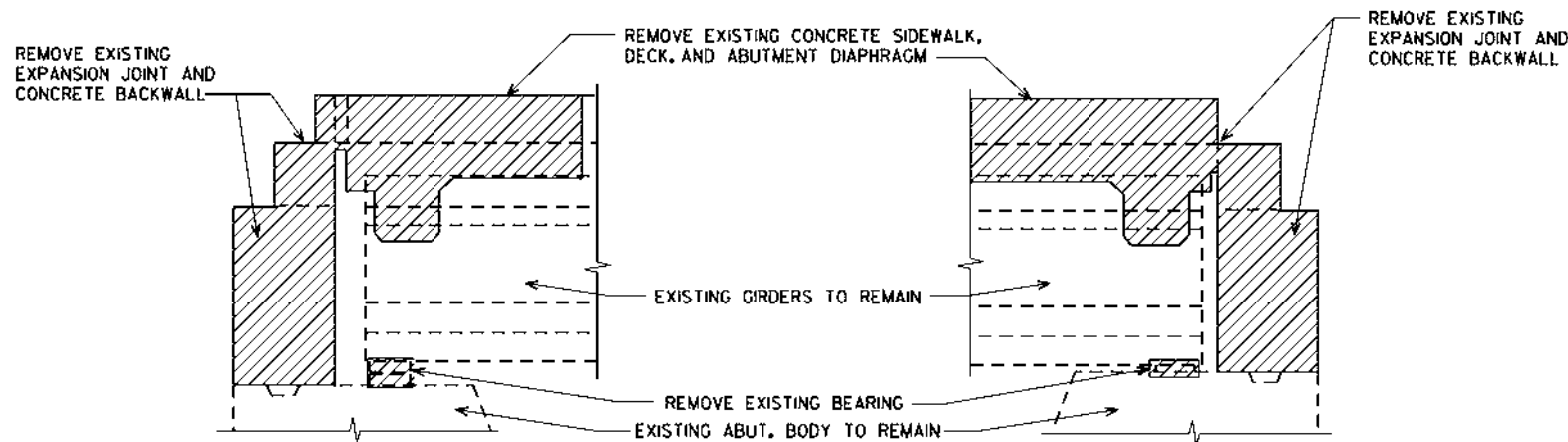 REMOVE EXISTING
EXPANSION JOINT AND
CONCRETE BACKWALL
REMOVE EXISTING CONCRETE SIDEWALK,
DECK, AND ABUTMENT DIAPHRAGM
REMOVE EXISTING
EXPANSION JOINT AND
CONCRETE BACKWALL
EXISTING GIRDERS TO REMAIN
REMOVE EXISTING BEARING
EXISTING ABUT. BODY TO REMAIN